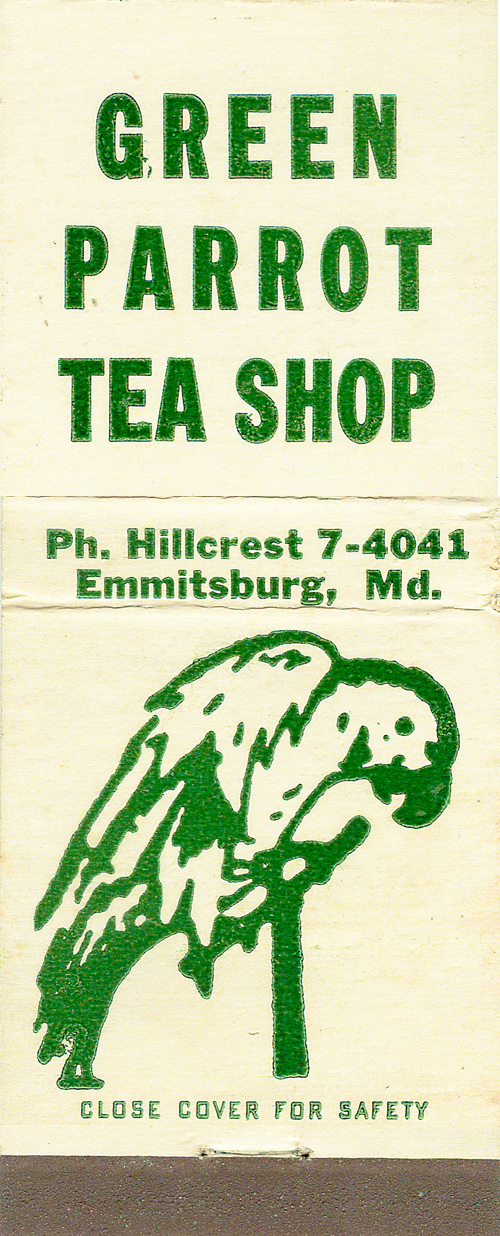 GREEN
PARROT
TEA SHOP
Ph. Hillcrest 7-4041
Emmitsburg, Md.
CLOSE COVER FOR SAFETY